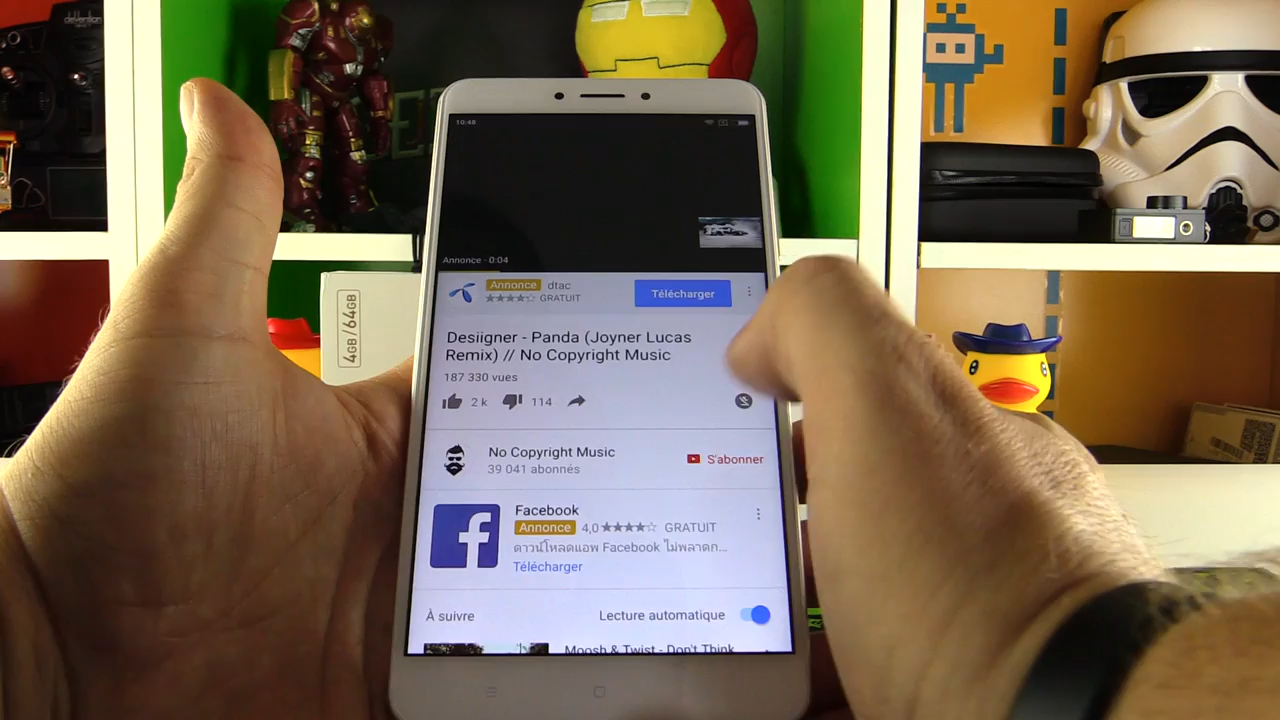 10:48
Annonce - 0:04
Annonce dtac
GRATUIT
Télécharger
Desiigner - Panda (Joyner Lucas
Remix) // No Copyright Music
187 330 vues
2 k
114
No Copyright Music
39 041 abonnés
S'abonner
Facebook
Annonce 4,0 GRATUIT
ดาวน์โหลดแอพ Facebook ไม่พลาดก...
Télécharger
À suivre
Lecture automatique
Moosh & Twist - Don't Think
4GB/64GB